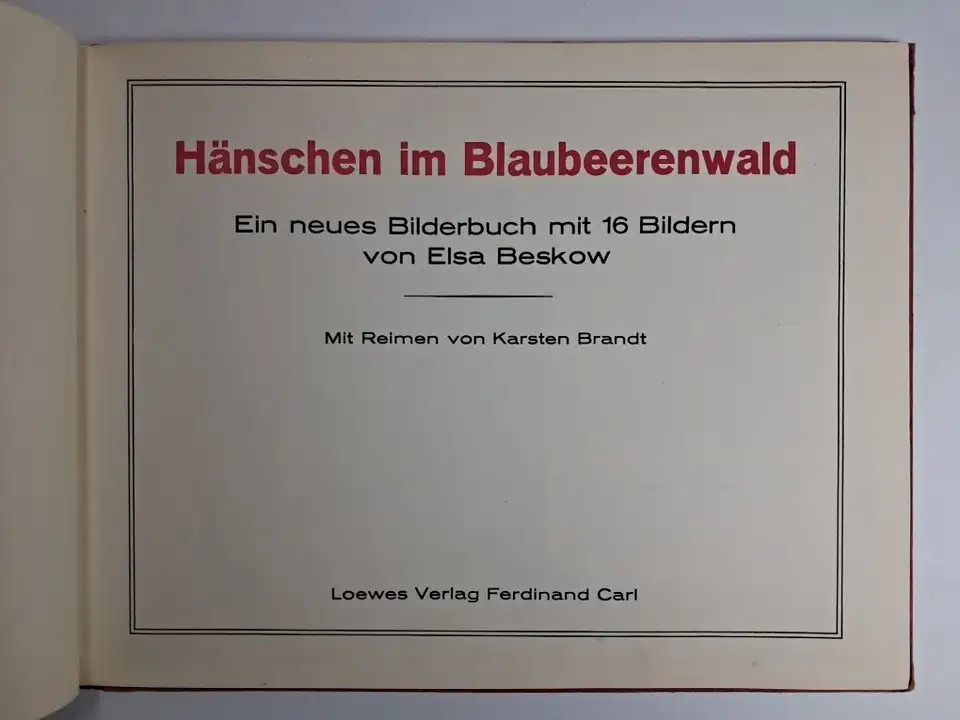 Hänschen im Blaubeerenwald
Ein neues Bilderbuch mit 16 Bildern
von Elsa Beskow
Mit Reimen von Karsten Brandt
Loewes Verlag Ferdinand Carl